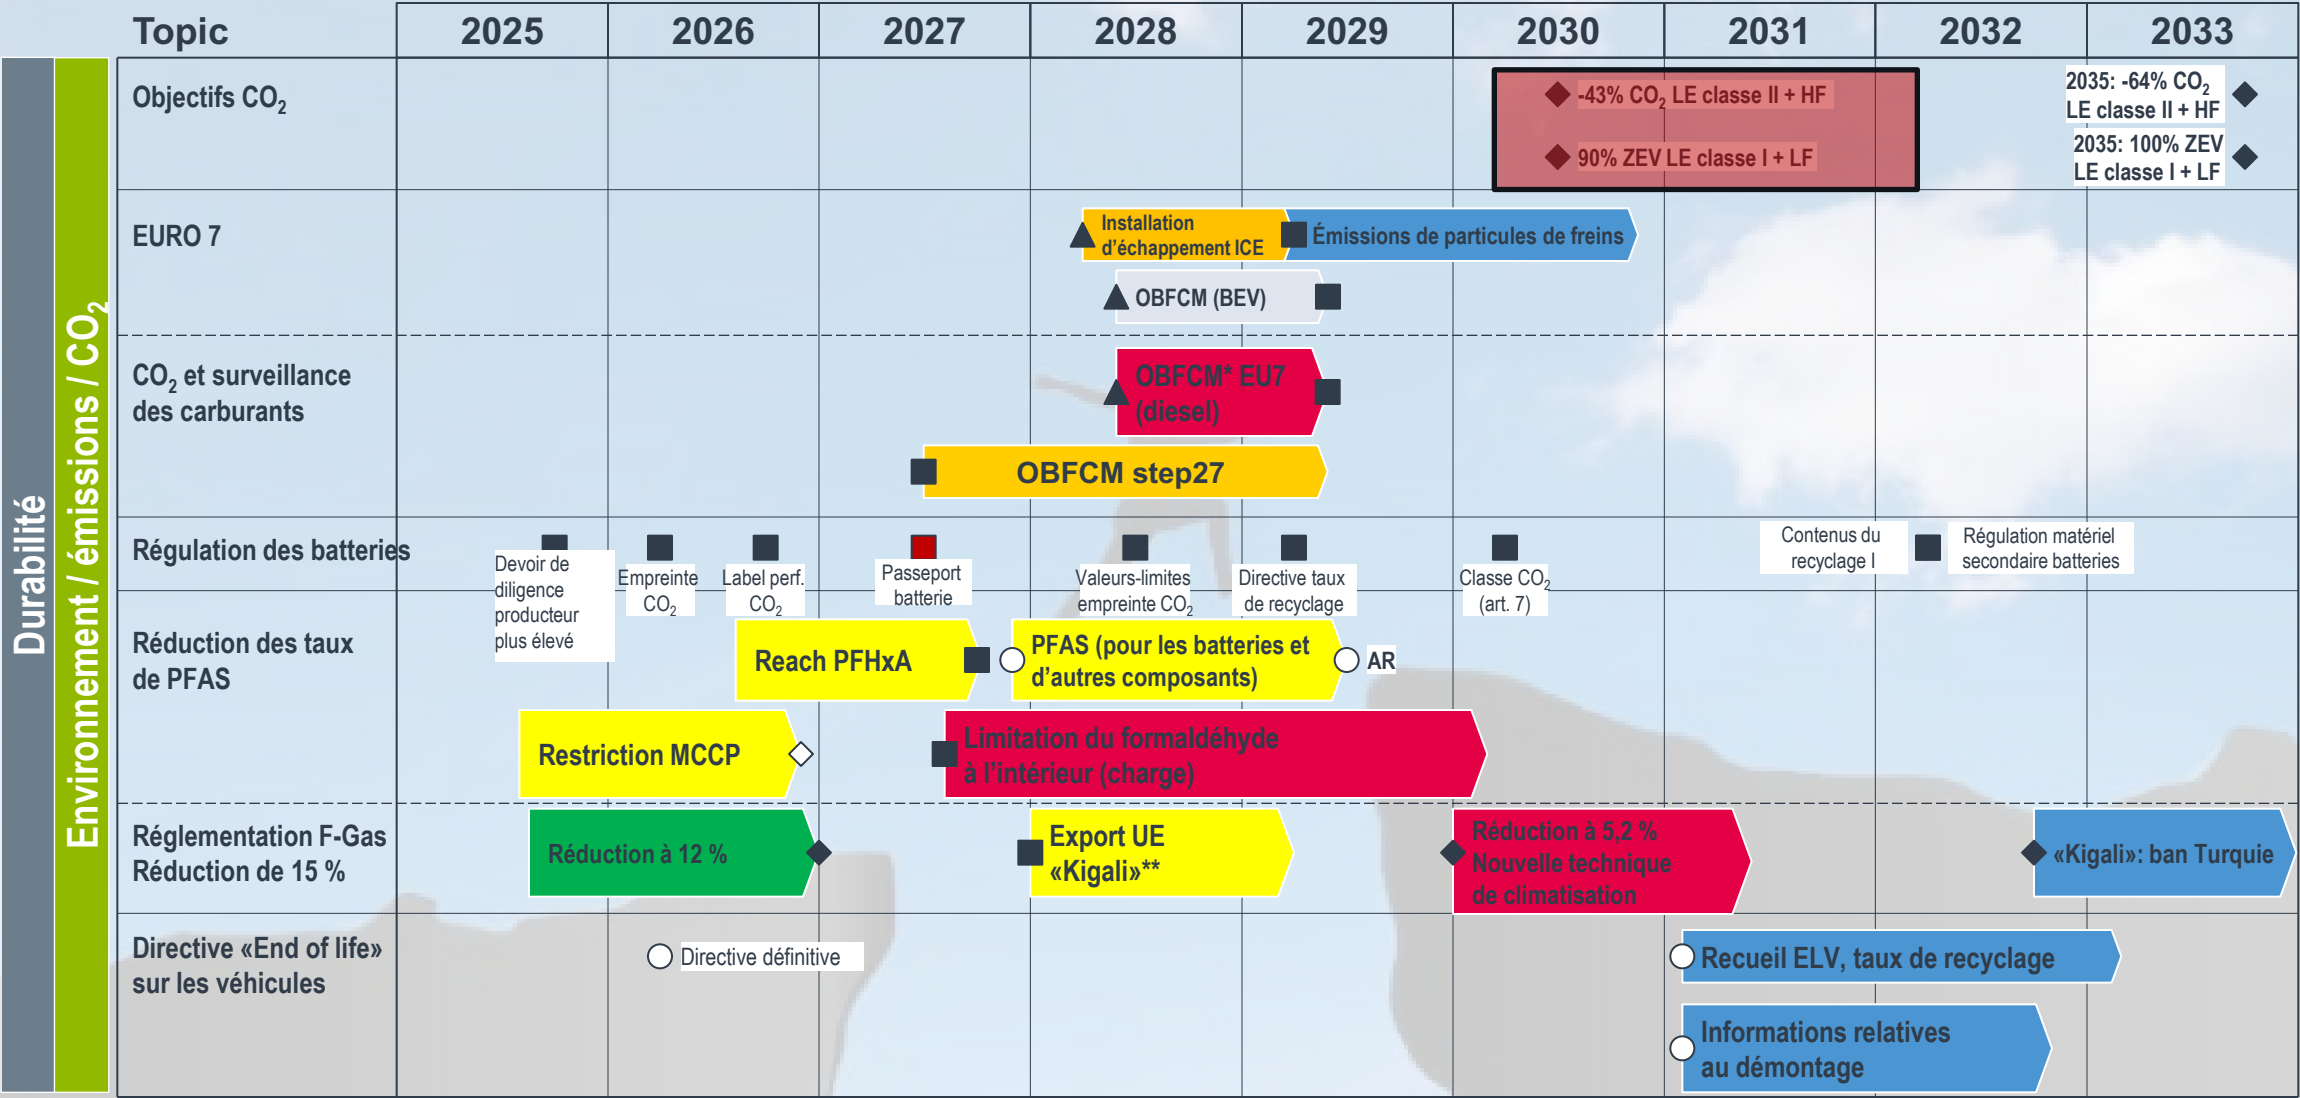 Topic
2025
2026
2027
2028
2029
2030
2031
2032
2033
Durabilité
Environnement / émissions / CO₂
Objectifs CO₂
-43% CO₂ LE classe II + HF
90% ZEV LE classe I + LF
2035: -64% CO₂
LE classe II + HF
2035: 100% ZEV
LE classe I + LF
EURO 7
Installation
d'échappement ICE
Émissions de particules de freins
OBFCM (BEV)
CO₂ et surveillance
des carburants
OBFCM* EU7
(diesel)
OBFCM step27
Régulation des batteries
Devoir de
diligence
producteur
plus élevé
Empreinte
CO₂
Label perf.
CO₂
Passeport
batterie
Valeurs-limites
empreinte CO₂
Directive taux
de recyclage
Classe CO₂
(art. 7)
Contenus du
recyclage I
Régulation matériel
secondaire batteries
Réduction des taux
de PFAS
Reach PFHxA
PFAS (pour les batteries et
d'autres composants)
AR
Restriction MCCP
Limitation du formaldéhyde
à l'intérieur (charge)
Réglementation F-Gas
Réduction de 15 %
Réduction à 12 %
Export UE
«Kigali»**
Réduction à 5,2 %
Nouvelle technique
de climatisation
«Kigali»: ban Turquie
Directive «End of life»
sur les véhicules
Directive définitive
Recueil ELV, taux de recyclage
Informations relatives
au démontage